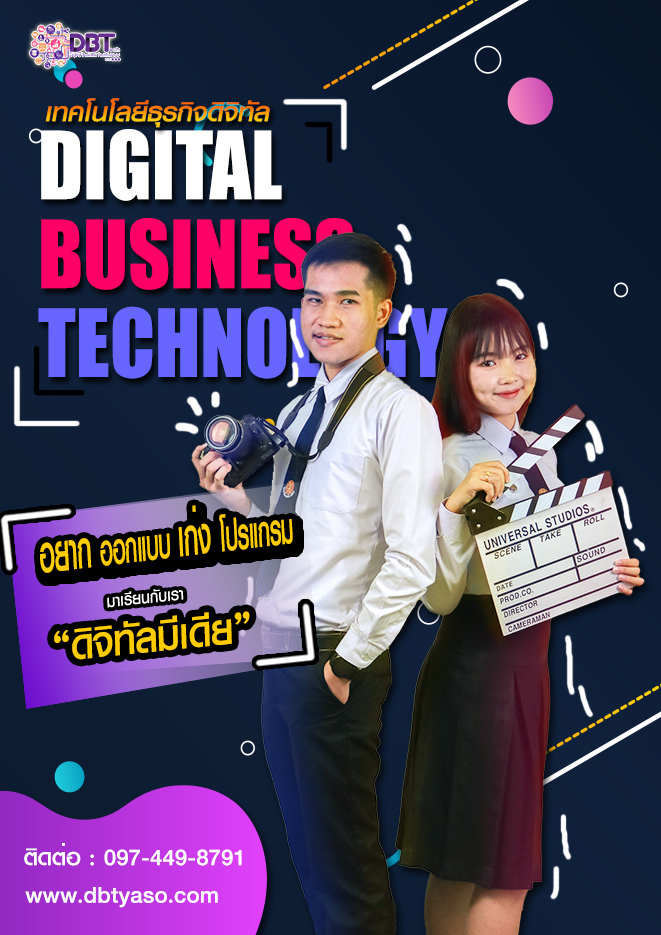 DBT
เทคโนโลยีธุรกิจดิจิทัล
DIGITAL
BUSINESS
TECHNOLOGY
UNIVERSAL STUDIOS®
SCENE TAKE ROLL
SOUND
DATE
PROD.CO.
DIRECTOR
CAMERAMAN
อยาก ออกแบบ เก่ง โปรแกรม
มาเรียนกับเรา
“ดิจิทัลมีเดีย”
ติดต่อ : 097-449-8791
www.dbtyaso.com